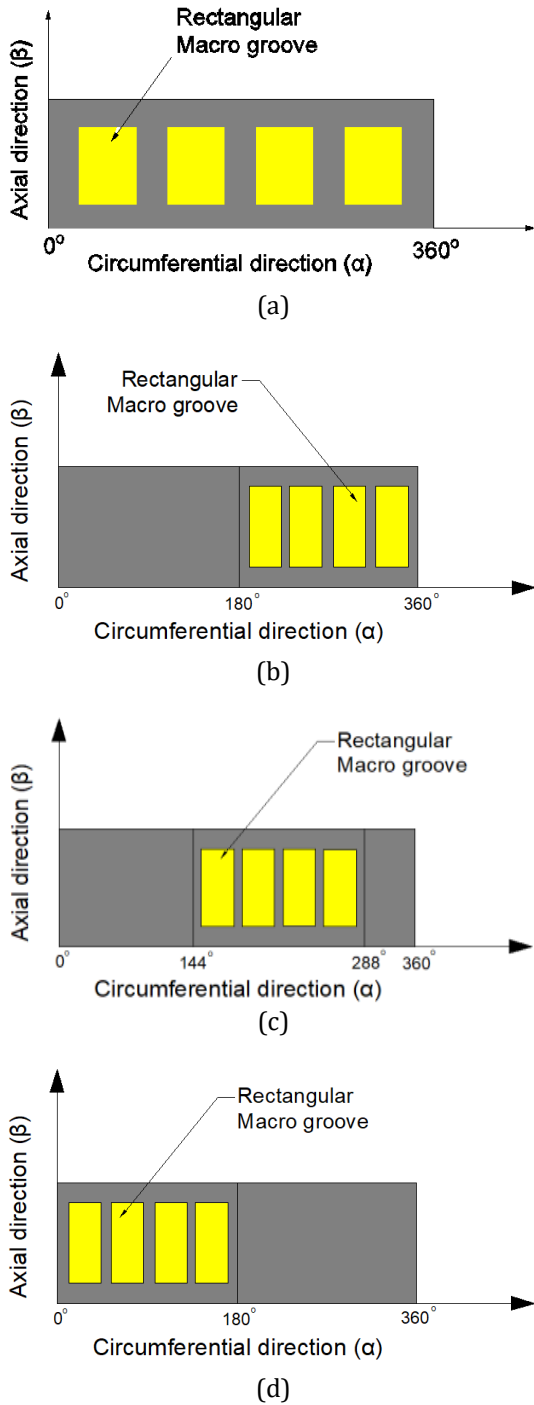 Rectangular
Macro groove
Axial direction (β)
0°
Circumferential direction (α)
360°
(a)
Rectangular
Macro groove
Axial direction (β)
0° 180° 360°
Circumferential direction (α)
(b)
Rectangular
Macro groove
Axial direction (β)
0° 144° 288° 360°
Circumferential direction (α)
(c)
Rectangular
Macro groove
Axial direction (β)
0° 180° 360°
Circumferential direction (α)
(d)